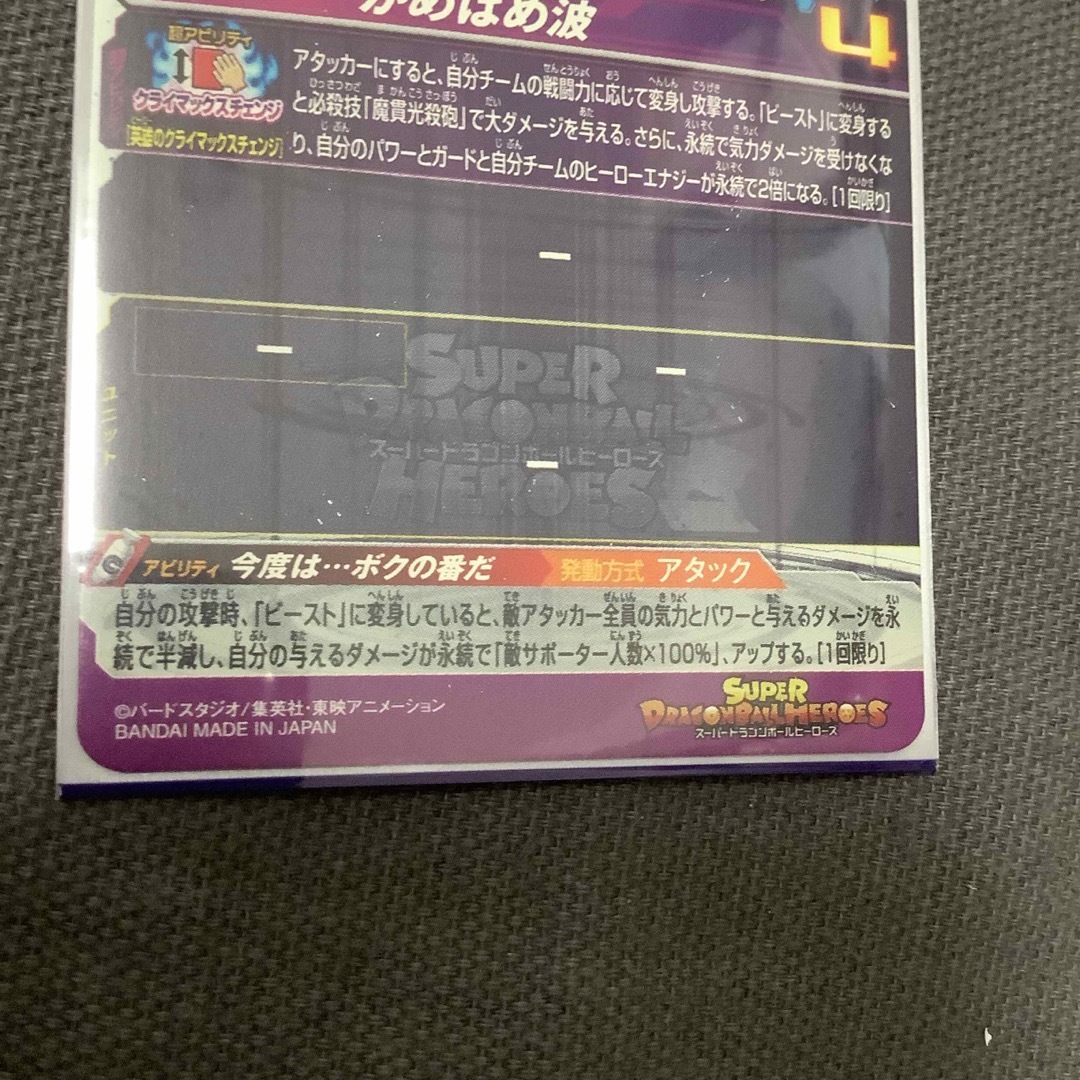 かめはめ波
4
超アビリティ
クライマックスチェンジ
[英雄のクライマックスチェンジ]
アタッカーにすると、自分チームの戦闘力に応じて変身し攻撃する。「ビースト」に変身する
と必殺技「魔貫光殺砲」で大ダメージを与える。さらに、永続で気力ダメージを受けなくな
り、自分のパワーとガードと自分チームのヒーローエナジーが永続で2倍になる。[1回限り]
ー
ユニット
ー
ー
ー
SUPER
DRAGONBALL
スーパードラゴンボールヒーローズ
HEROES
アビリティ 今度は…ボクの番だ 発動方式 アタック
自分の攻撃時、「ビースト」に変身していると、敵アタッカー全員の気力とパワーと与えるダメージを永
続で半減し、自分の与えるダメージが永続で「敵サポーター人数×100%」、アップする。[1回限り]
©バードスタジオ/集英社・東映アニメーション
BANDAI MADE IN JAPAN
SUPER
DRAGONBALL HEROES
スーパードラゴンボールヒーローズ